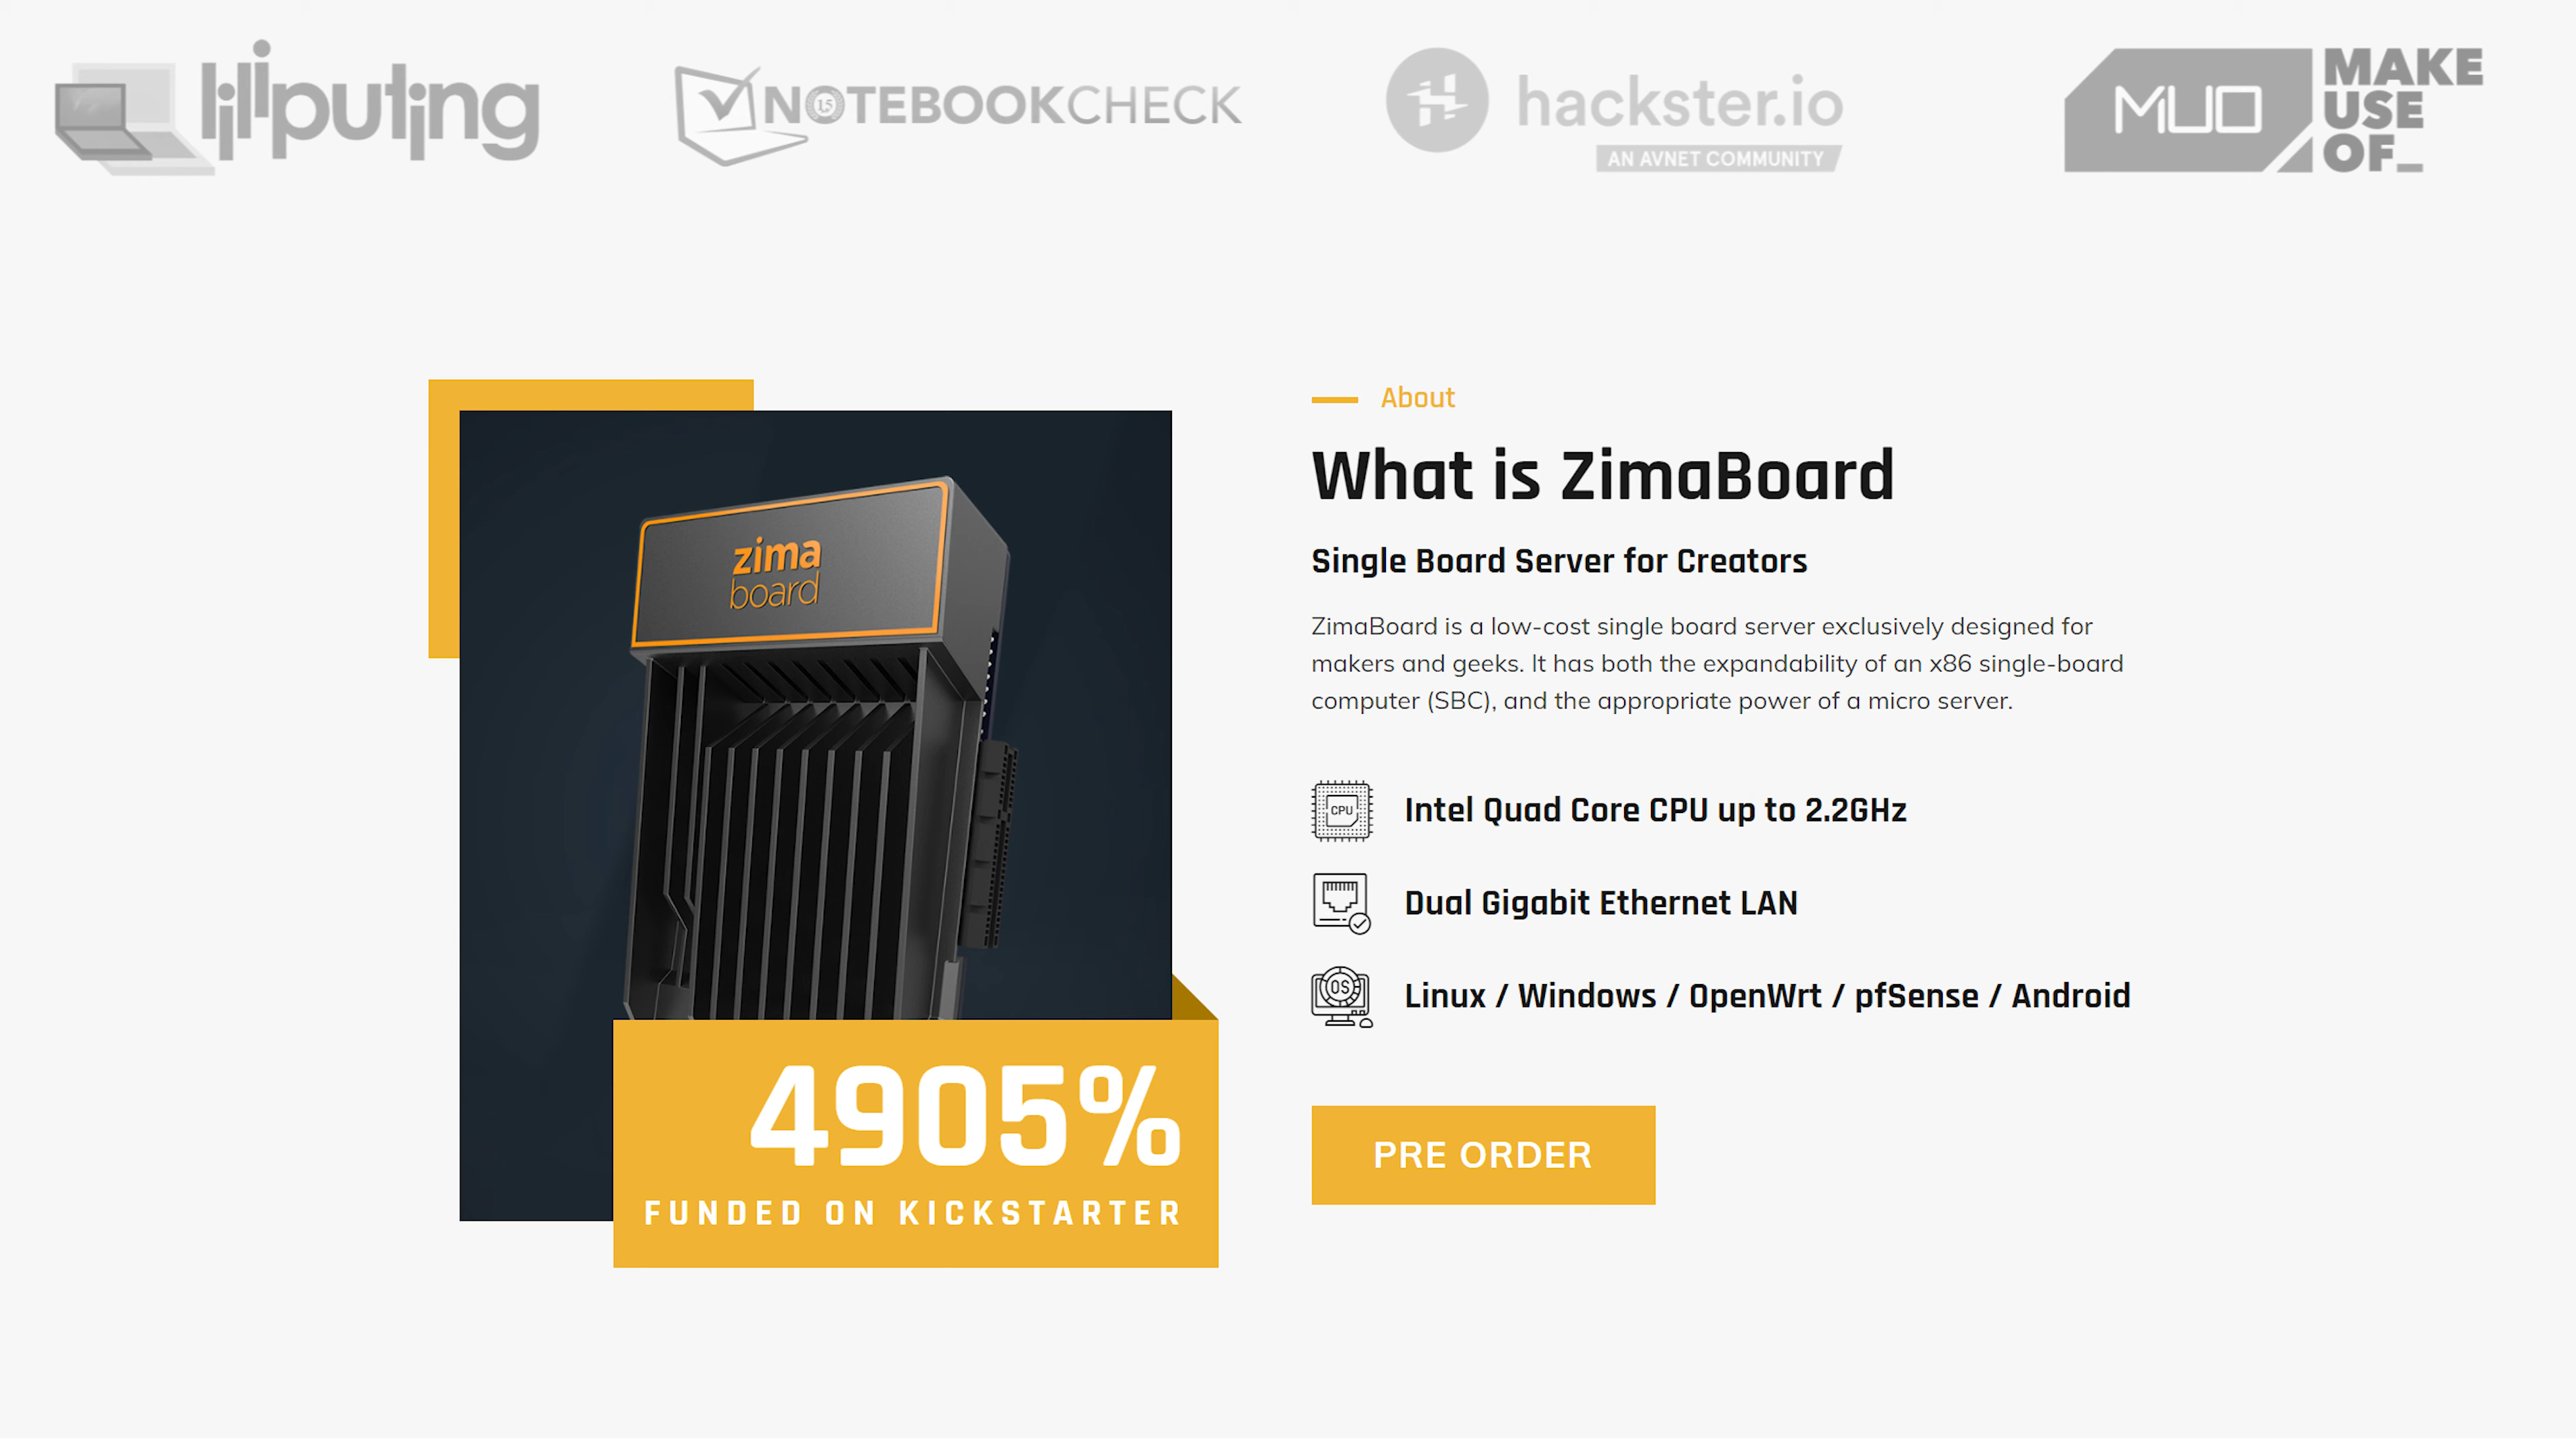 liliputing
NOTEBOOKCHECK
15
hackster.io
AN AVNET COMMUNITY
MUO
MAKE
USE
OF_
zima
board
4905%
FUNDED ON KICKSTARTER
About
What is ZimaBoard
Single Board Server for Creators
ZimaBoard is a low-cost single board server exclusively designed for
makers and geeks. It has both the expandability of an x86 single-board
computer (SBC), and the appropriate power of a micro server.
CPU
Intel Quad Core CPU up to 2.2GHz
Dual Gigabit Ethernet LAN
OS
Linux / Windows / OpenWrt / pfSense / Android
PRE ORDER